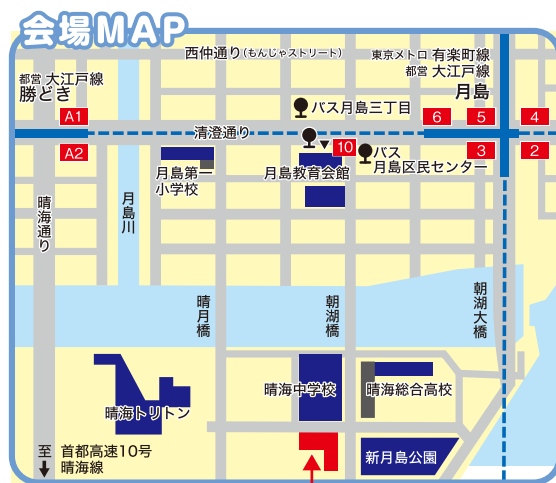 会場MAP
西仲通り(もんじゃストリート)
東京メトロ 有楽町線
都営 大江戸線
月島
都営 大江戸線
勝どき
A1
A2
バス月島三丁目
清澄通り
6
5
4
10
3
2
バス
月島区民センター
月島第一
小学校
月島教育会館
月島川
晴海通り
晴月橋
朝潮橋
朝潮大橋
晴海トリトン
晴海中学校
晴海総合高校
新月島公園
至 首都高速10号
晴海線